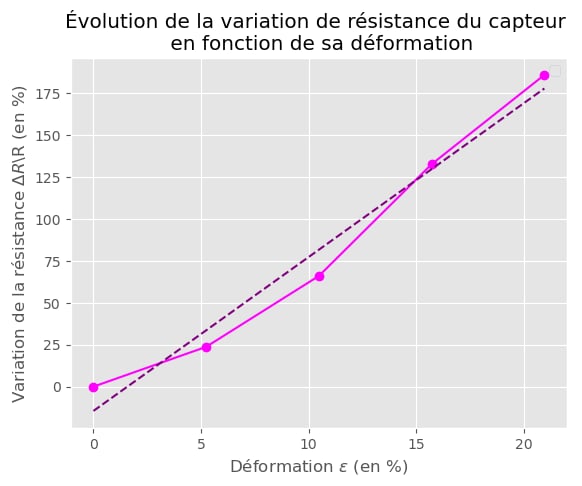 Évolution de la variation de résistance du capteur
en fonction de sa déformation
Variation de la résistance ΔR\R (en %)
175
150
125
100
75
50
25
0
0 5 10 15 20
Déformation ε (en %)